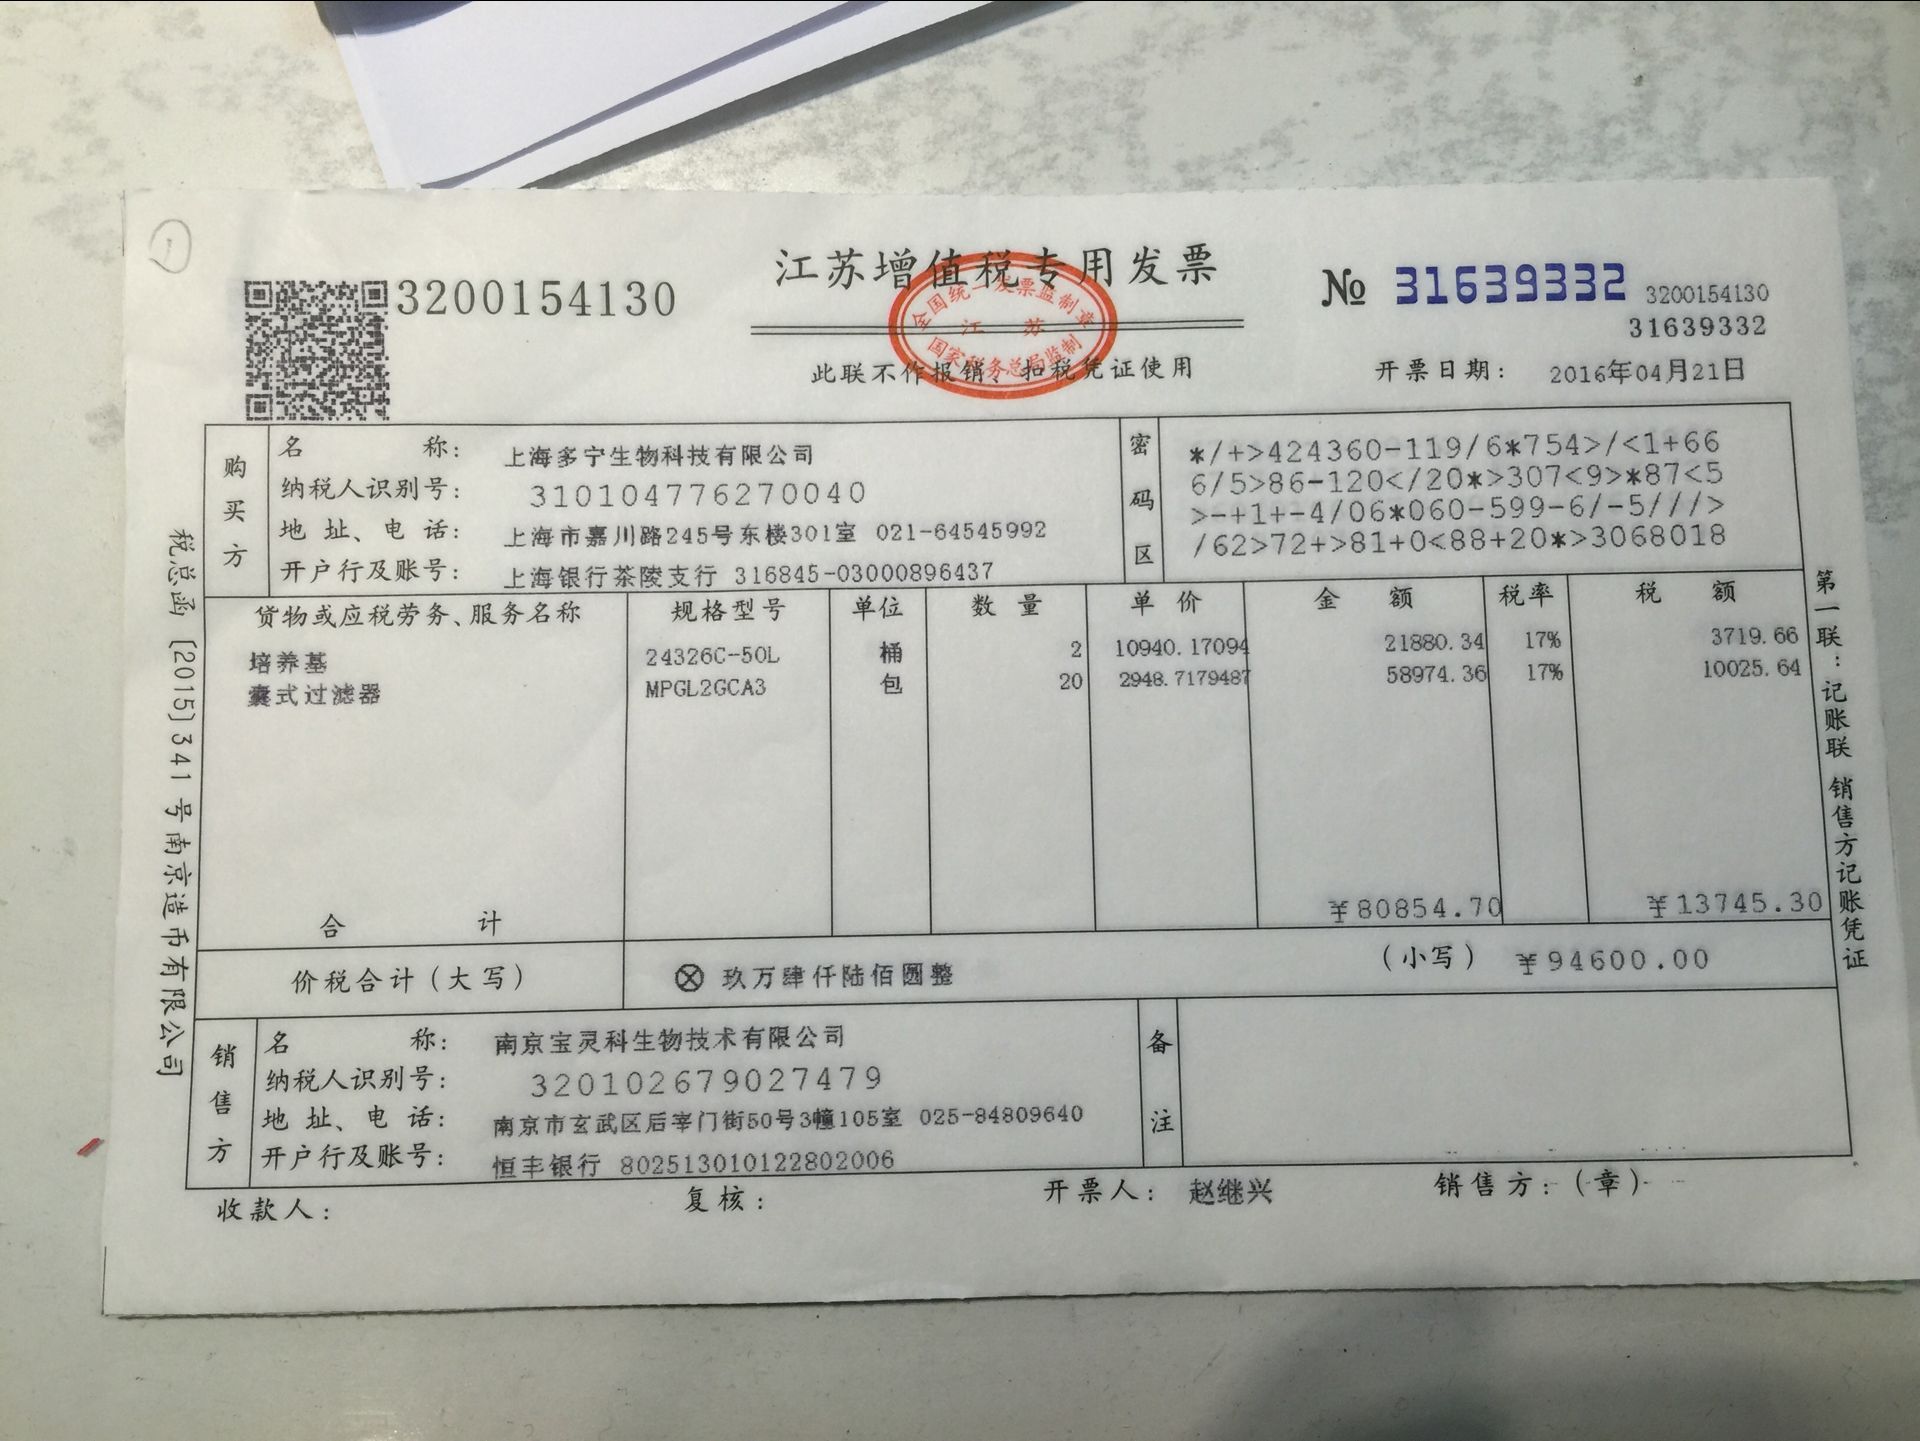 ①
3200154130
江苏增值税专用发票
全国统一发票监制章
江 苏
国家税务总局监制
此联不作报销、扣税凭证使用
№ 31639332
3200154130
31639332
开票日期： 2016年04月21日
购买方
名 称： 上海多宁生物科技有限公司
纳税人识别号： 310104776270040
地 址、电 话： 上海市嘉川路245号东楼301室 021-64545992
开户行及账号： 上海银行茶陵支行 316845-03000896437
密码区
*/+>424360-119/6*754>/<1+66
6/5>86-120</20*>307<9>*87<5
>-+1+-4/06*060-599-6/-5///>
/62>72+>81+0<88+20*>3068018
货物或应税劳务、服务名称 规格型号 单位 数 量 单 价 金 额 税率 税 额
培养基 24326C-50L 桶 2 10940.17094 21880.34 17% 3719.66
囊式过滤器 MPGL2GCA3 包 20 2948.7179487 58974.36 17% 10025.64
合 计 ¥80854.70 ¥13745.30
价税合计（大写） ⊗ 玖万肆仟陆佰圆整 （小写） ¥94600.00
销售方
名 称： 南京宝灵科生物技术有限公司
纳税人识别号： 320102679027479
地 址、电 话： 南京市玄武区后宰门街50号3幢105室 025-84809640
开户行及账号： 恒丰银行 802513010122802006
备注
收款人： 复核： 开票人： 赵继兴 销售方：（章）
税总函〔2015〕341号南京造币有限公司
第一联：记账联 销售方记账凭证